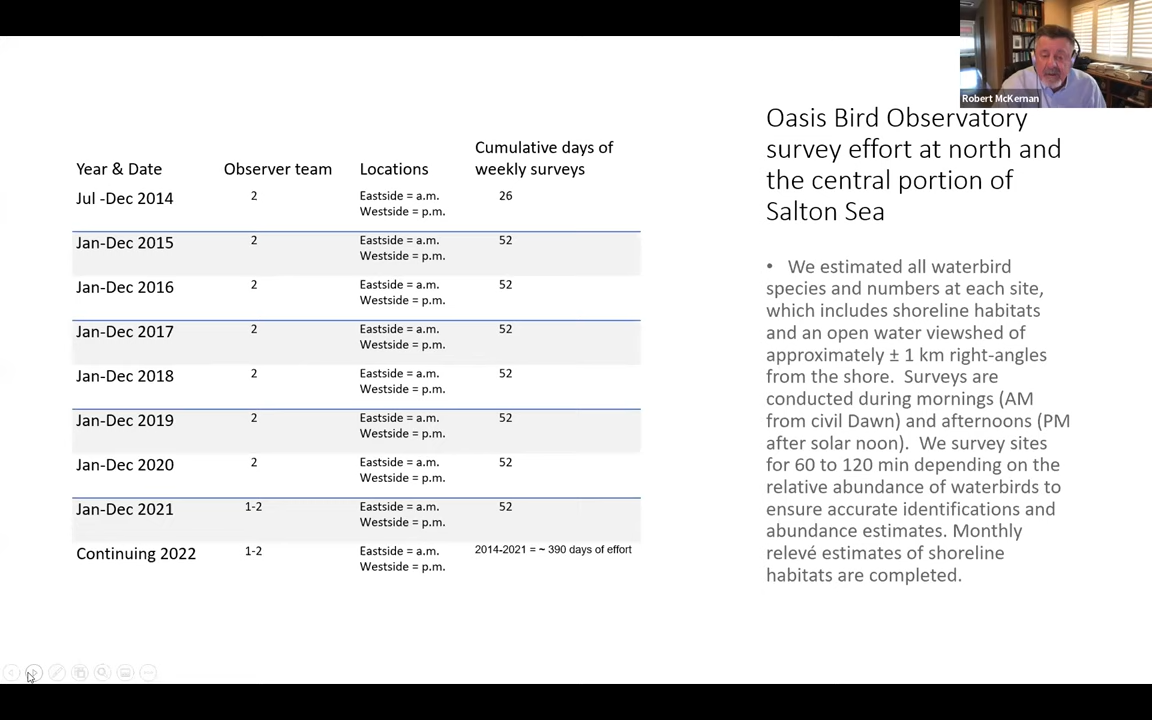 Robert McKernan
Oasis Bird Observatory
survey effort at north and
the central portion of
Salton Sea
Year & Date Observer team Locations Cumulative days of
weekly surveys
Jul -Dec 2014 2 Eastside = a.m. 26
Westside = p.m.
Jan-Dec 2015 2 Eastside = a.m. 52
Westside = p.m.
Jan-Dec 2016 2 Eastside = a.m. 52
Westside = p.m.
Jan-Dec 2017 2 Eastside = a.m. 52
Westside = p.m.
Jan-Dec 2018 2 Eastside = a.m. 52
Westside = p.m.
Jan-Dec 2019 2 Eastside = a.m. 52
Westside = p.m.
Jan-Dec 2020 2 Eastside = a.m. 52
Westside = p.m.
Jan-Dec 2021 1-2 Eastside = a.m. 52
Westside = p.m.
Continuing 2022 1-2 Eastside = a.m. 2014-2021 = ~ 390 days of effort
Westside = p.m.
• We estimated all waterbird
species and numbers at each site,
which includes shoreline habitats
and an open water viewshed of
approximately ± 1 km right-angles
from the shore. Surveys are
conducted during mornings (AM
from civil Dawn) and afternoons (PM
after solar noon). We survey sites
for 60 to 120 min depending on the
relative abundance of waterbirds to
ensure accurate identifications and
abundance estimates. Monthly
relevé estimates of shoreline
habitats are completed.